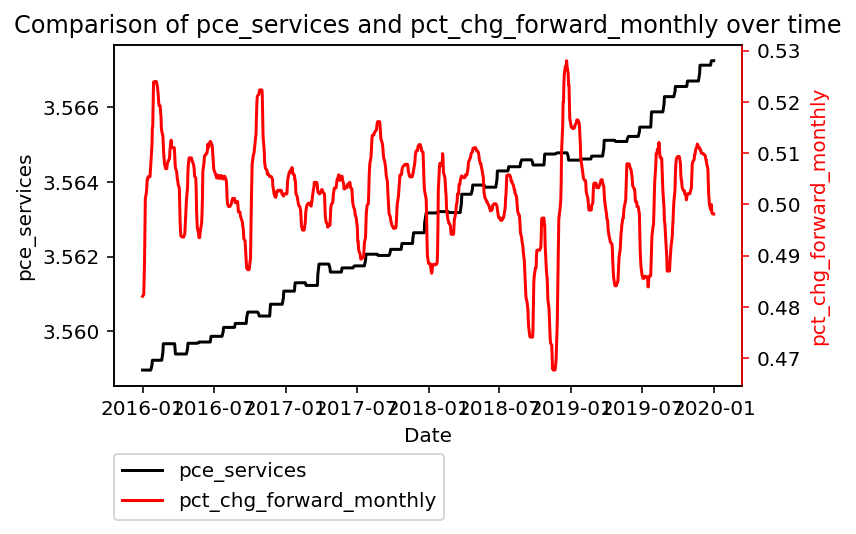 Comparison of pce_services and pct_chg_forward_monthly over time
0.53
3.566
0.52
0.51
3.564
0.50
3.562
0.49
0.48
3.560
0.47
pce_services
pct_chg_forward_monthly
2016-01 2016-07 2017-01 2017-07 2018-01 2018-07 2019-01 2019-07 2020-01
Date
pce_services
pct_chg_forward_monthly